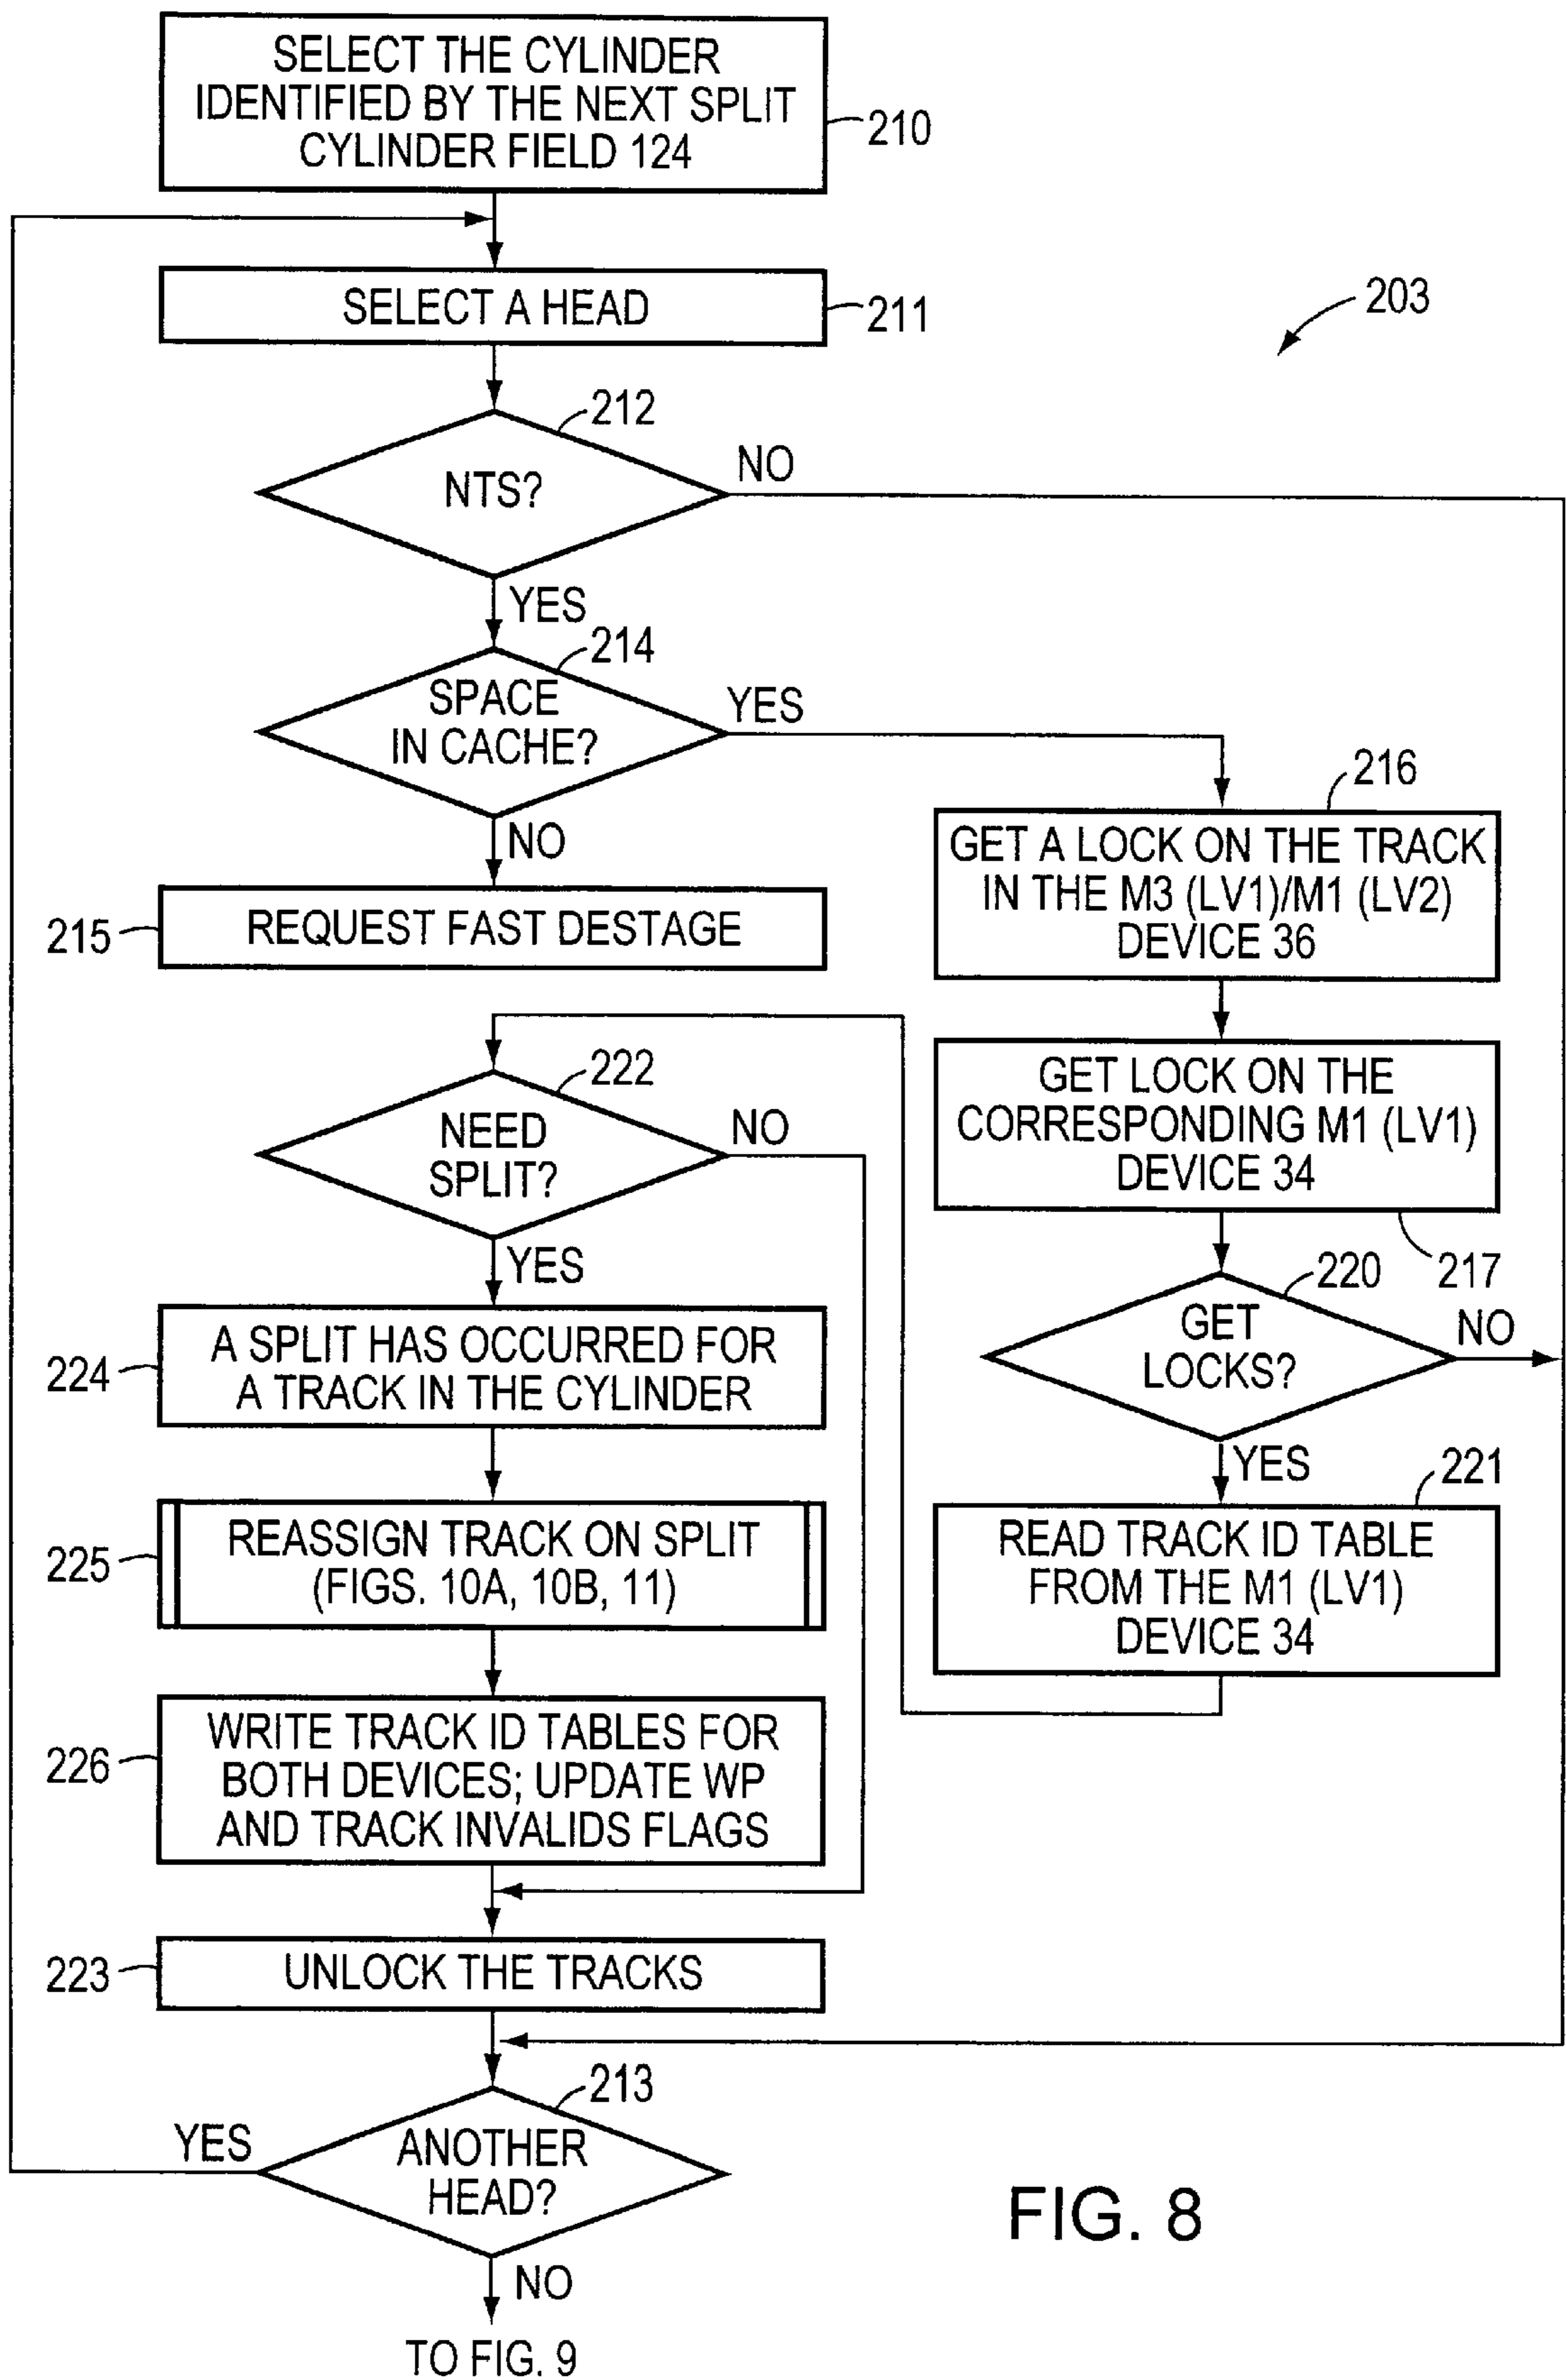 SELECT THE CYLINDER
IDENTIFIED BY THE NEXT SPLIT
CYLINDER FIELD 124
210
SELECT A HEAD
211
203
212
NTS?
NO
YES
214
SPACE
IN CACHE?
YES
NO
216
GET A LOCK ON THE TRACK
IN THE M3 (LV1)/M1 (LV2)
DEVICE 36
215
REQUEST FAST DESTAGE
GET LOCK ON THE
CORRESPONDING M1 (LV1)
DEVICE 34
217
222
NEED
SPLIT?
NO
YES
220
GET
LOCKS?
NO
YES
224
A SPLIT HAS OCCURRED FOR
A TRACK IN THE CYLINDER
221
READ TRACK ID TABLE
FROM THE M1 (LV1)
DEVICE 34
225
REASSIGN TRACK ON SPLIT
(FIGS. 10A, 10B, 11)
226
WRITE TRACK ID TABLES FOR
BOTH DEVICES; UPDATE WP
AND TRACK INVALIDS FLAGS
223
UNLOCK THE TRACKS
213
YES
ANOTHER
HEAD?
NO
TO FIG. 9
FIG. 8